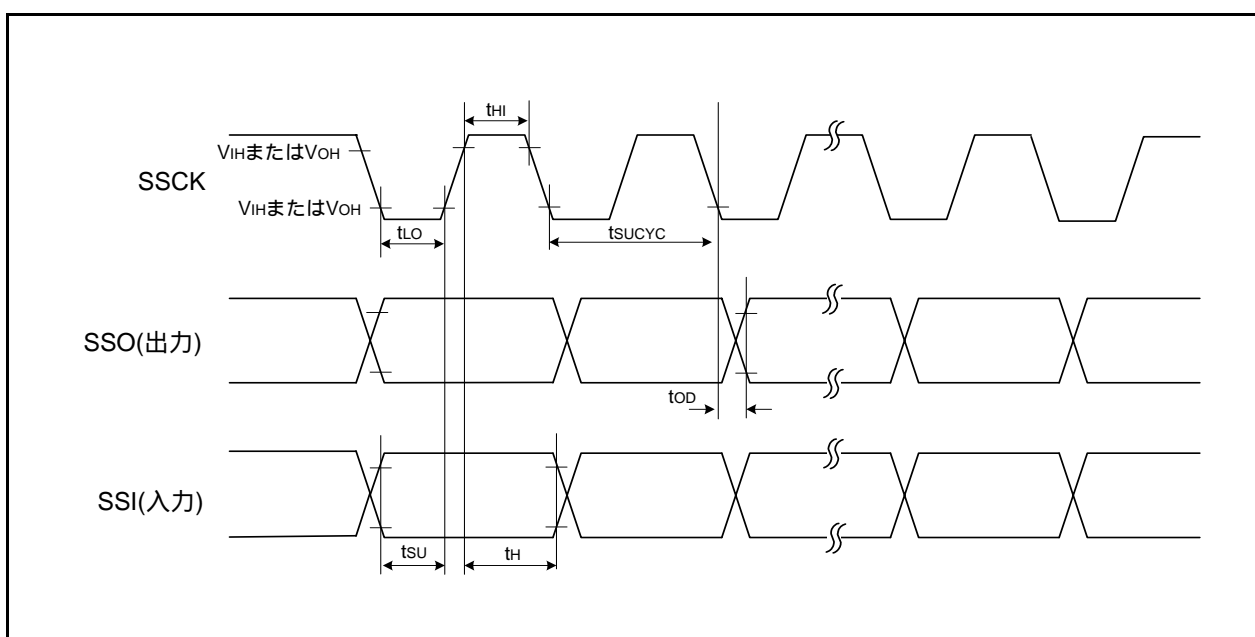 tHI
VIHまたはVOH
SSCK
VIHまたはVOH
tLO
tSUCYC
SSO(出力)
tOD
SSI(入力)
tSU
tH